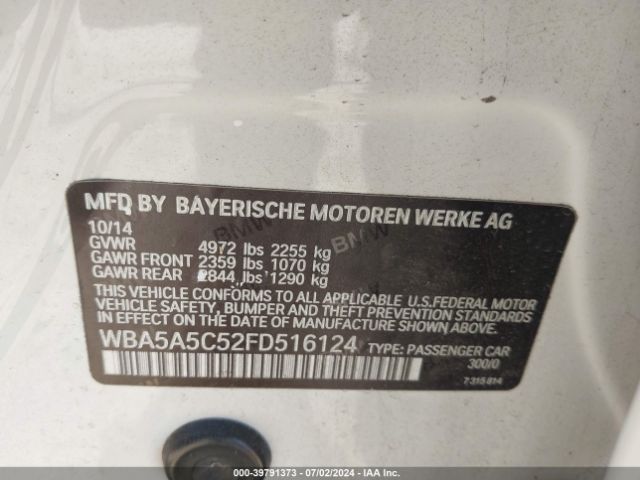 MFD BY BAYERISCHE MOTOREN WERKE AG
10/14
GVWR 4972 lbs 2255 kg
GAWR FRONT 2359 lbs 1070 kg
GAWR REAR 2844 lbs 1290 kg
THIS VEHICLE CONFORMS TO ALL APPLICABLE U.S.FEDERAL MOTOR
VEHICLE SAFETY, BUMPER AND THEFT PREVENTION STANDARDS
IN EFFECT ON THE DATE OF MANUFACTURE SHOWN ABOVE.
WBA5A5C52FD516124 TYPE: PASSENGER CAR
300/0
7315814
000-39791373 - 07/02/2024 - IAA Inc.